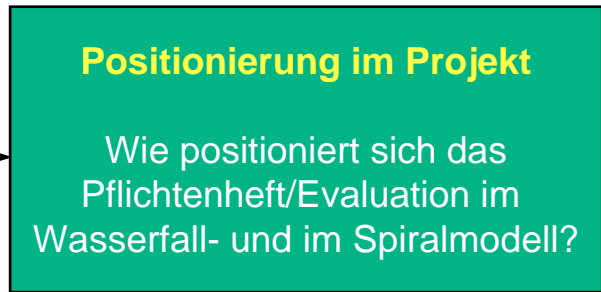 Positionierung im Projekt
Wie positioniert sich das
Pflichtenheft/Evaluation im
Wasserfall- und im Spiralmodell?